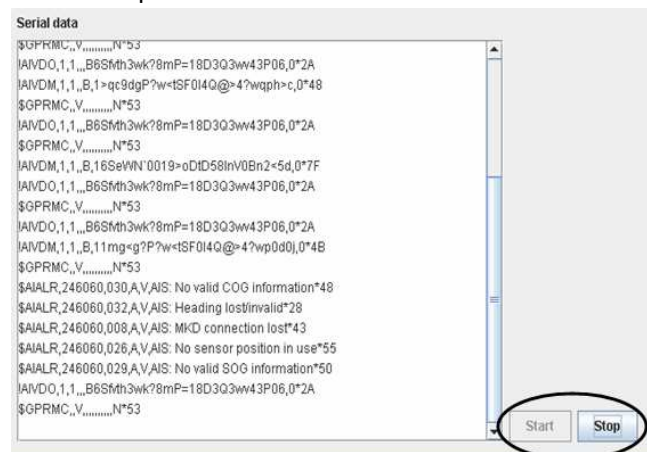 Serial data
$GPRMC,,V,,,,,,,,,,N*53
!AIVDO,1,1,,,B6Sfvth3wk?8mP=18D3Q3wv43P06,0*2A
!AIVDM,1,1,,B,1>qc9dgP?w<tSF0l4Q@>4?wqph>c,0*48
$GPRMC,,V,,,,,,,,,,N*53
!AIVDO,1,1,,,B6Sfvth3wk?8mP=18D3Q3wv43P06,0*2A
$GPRMC,,V,,,,,,,,,,N*53
!AIVDM,1,1,,B,16SeWN`0019>oDtD58lnV0Bn2<5d,0*7F
!AIVDO,1,1,,,B6Sfvth3wk?8mP=18D3Q3wv43P06,0*2A
$GPRMC,,V,,,,,,,,,,N*53
!AIVDO,1,1,,,B6Sfvth3wk?8mP=18D3Q3wv43P06,0*2A
!AIVDM,1,1,,B,11mg<g?P?w<tSF0l4Q@>4?wp0d0j,0*4B
$GPRMC,,V,,,,,,,,,,N*53
$AIALR,246060,030,A,V,AIS: No valid COG information*48
$AIALR,246060,032,A,V,AIS: Heading lost/invalid*28
$AIALR,246060,008,A,V,AIS: MKD connection lost*43
$AIALR,246060,026,A,V,AIS: No sensor position in use*55
$AIALR,246060,029,A,V,AIS: No valid SOG information*50
!AIVDO,1,1,,,B6Sfvth3wk?8mP=18D3Q3wv43P06,0*2A
$GPRMC,,V,,,,,,,,,,N*53
Start Stop